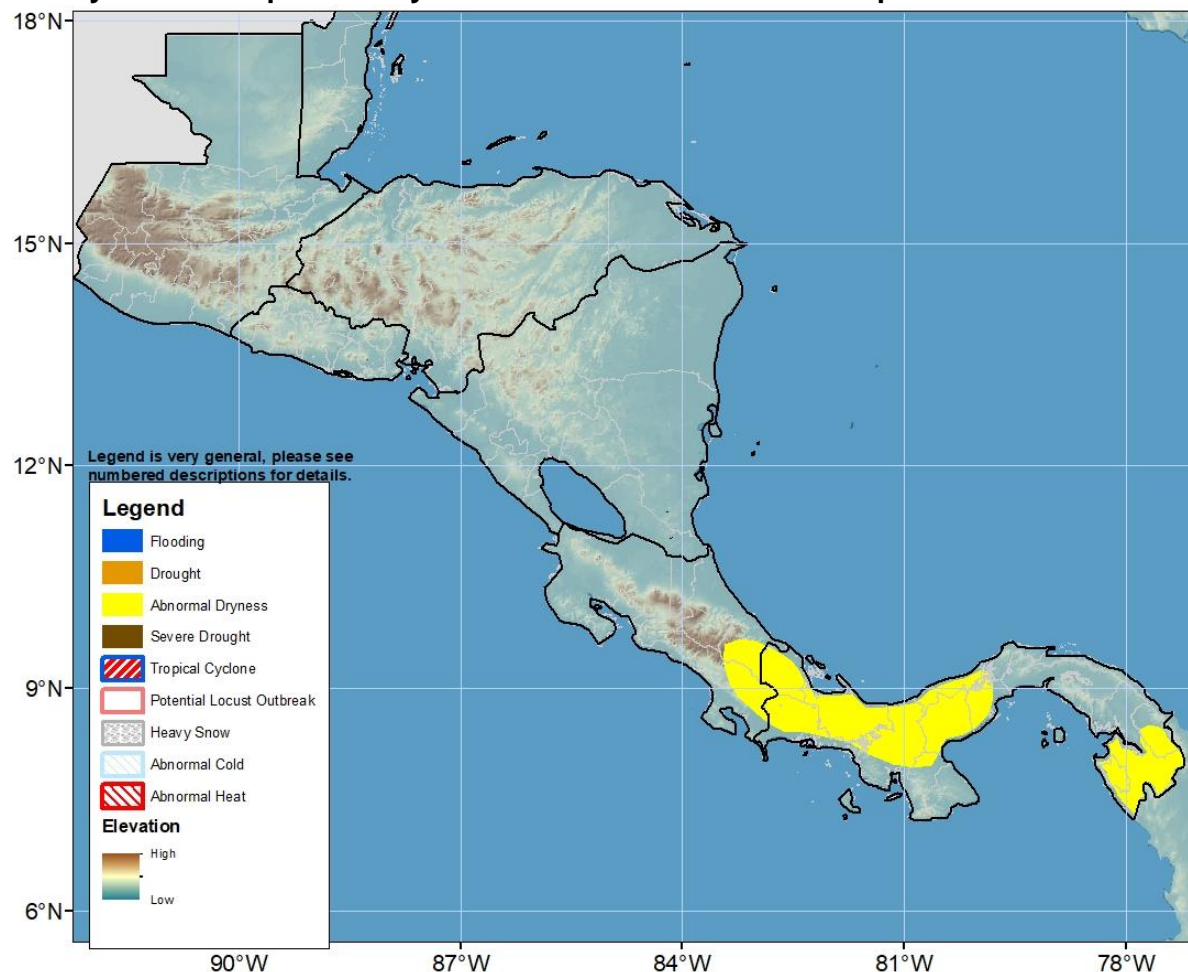 18°N
15°N
12°N
9°N
6°N
Legend is very general, please see
numbered descriptions for details.
Legend
Flooding
Drought
Abnormal Dryness
Severe Drought
Tropical Cyclone
Potential Locust Outbreak
Heavy Snow
Abnormal Cold
Abnormal Heat
Elevation
High
Low
90°W
87°W
84°W
81°W
78°W